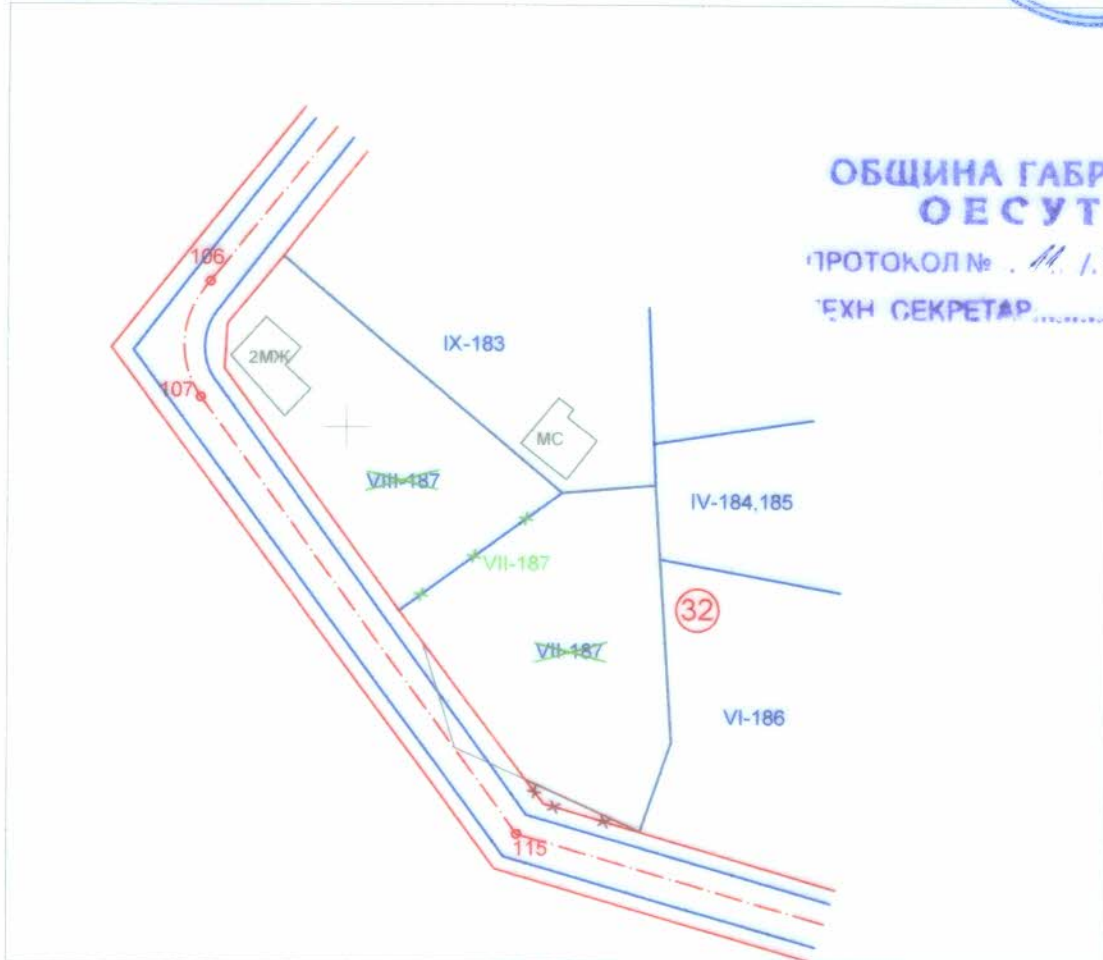 ОБЩИНА ГАБР
ОЕСУТ
ПРОТОКОЛ № . 11 /.
ТЕХН СЕКРЕТАР.........
106
IX-183
2МЖ
107
МС
VIII-187
IV-184,185
VII-187
32
VII-187
VI-186
115